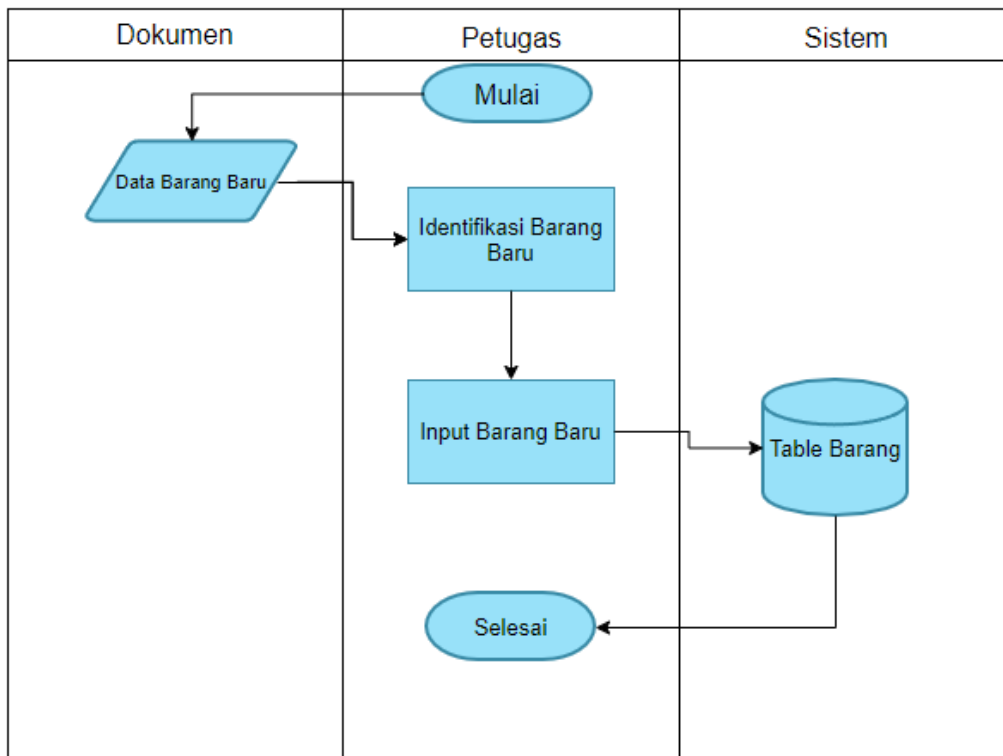 Dokumen
Petugas
Sistem
Mulai
Data Barang Baru
Identifikasi Barang
Baru
Input Barang Baru
Table Barang
Selesai